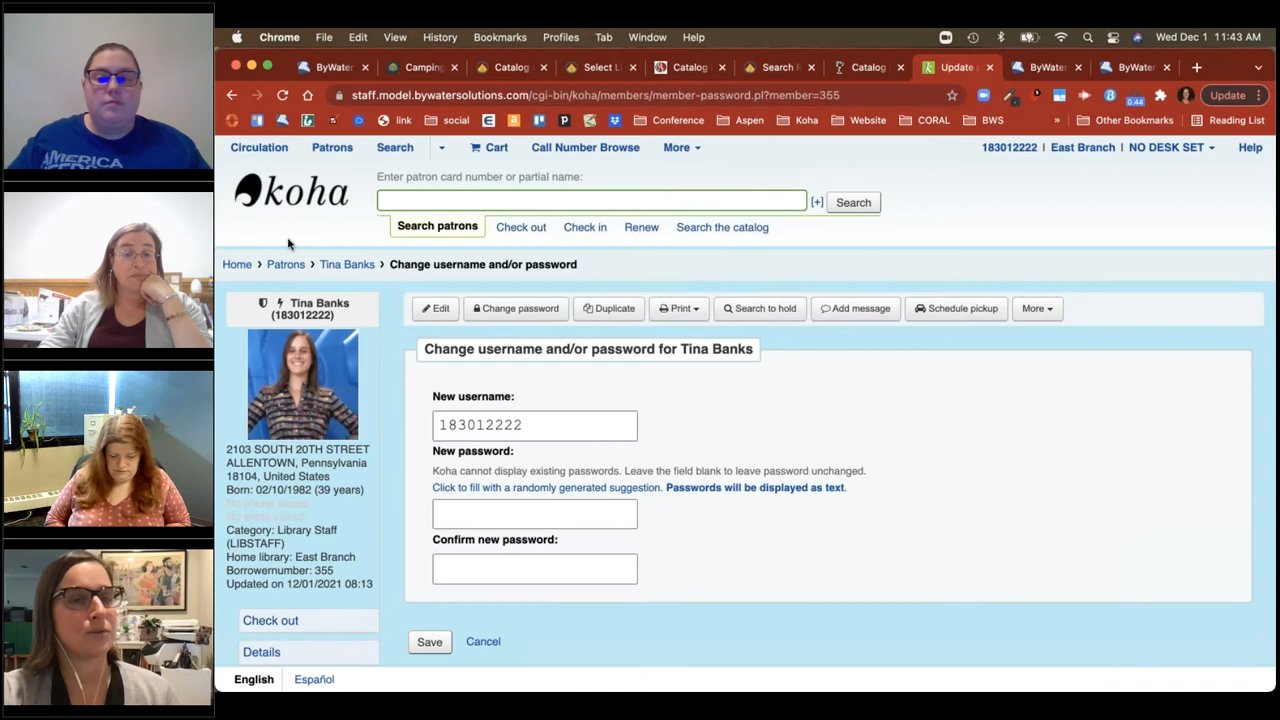 Chrome File Edit View History Bookmarks Profiles Tab Window Help Wed Dec 1 11:43 AM
ByWater Camping Catalog Select Li Catalog Search R Catalog Update ByWater ByWater
staff.model.bywatersolutions.com/cgi-bin/koha/members/member-password.pl?member=355 0.44 Update
link social Conference Aspen Koha Website CORAL BWS » Other Bookmarks Reading List
Circulation Patrons Search Cart Call Number Browse More 183012222 | East Branch | NO DESK SET Help
koha
Enter patron card number or partial name:
[+] Search
Search patrons Check out Check in Renew Search the catalog
Home › Patrons › Tina Banks › Change username and/or password
Tina Banks
(183012222)
2103 SOUTH 20TH STREET
ALLENTOWN, Pennsylvania
18104, United States
Born: 02/10/1982 (39 years)
No phone stored.
No email stored.
Category: Library Staff
(LIBSTAFF)
Home library: East Branch
Borrowernumber: 355
Updated on 12/01/2021 08:13
Check out
Details
Edit Change password Duplicate Print Search to hold Add message Schedule pickup More
Change username and/or password for Tina Banks
New username:
183012222
New password:
Koha cannot display existing passwords. Leave the field blank to leave password unchanged.
Click to fill with a randomly generated suggestion. Passwords will be displayed as text.
Confirm new password:
Save Cancel
English Español
AMERICA